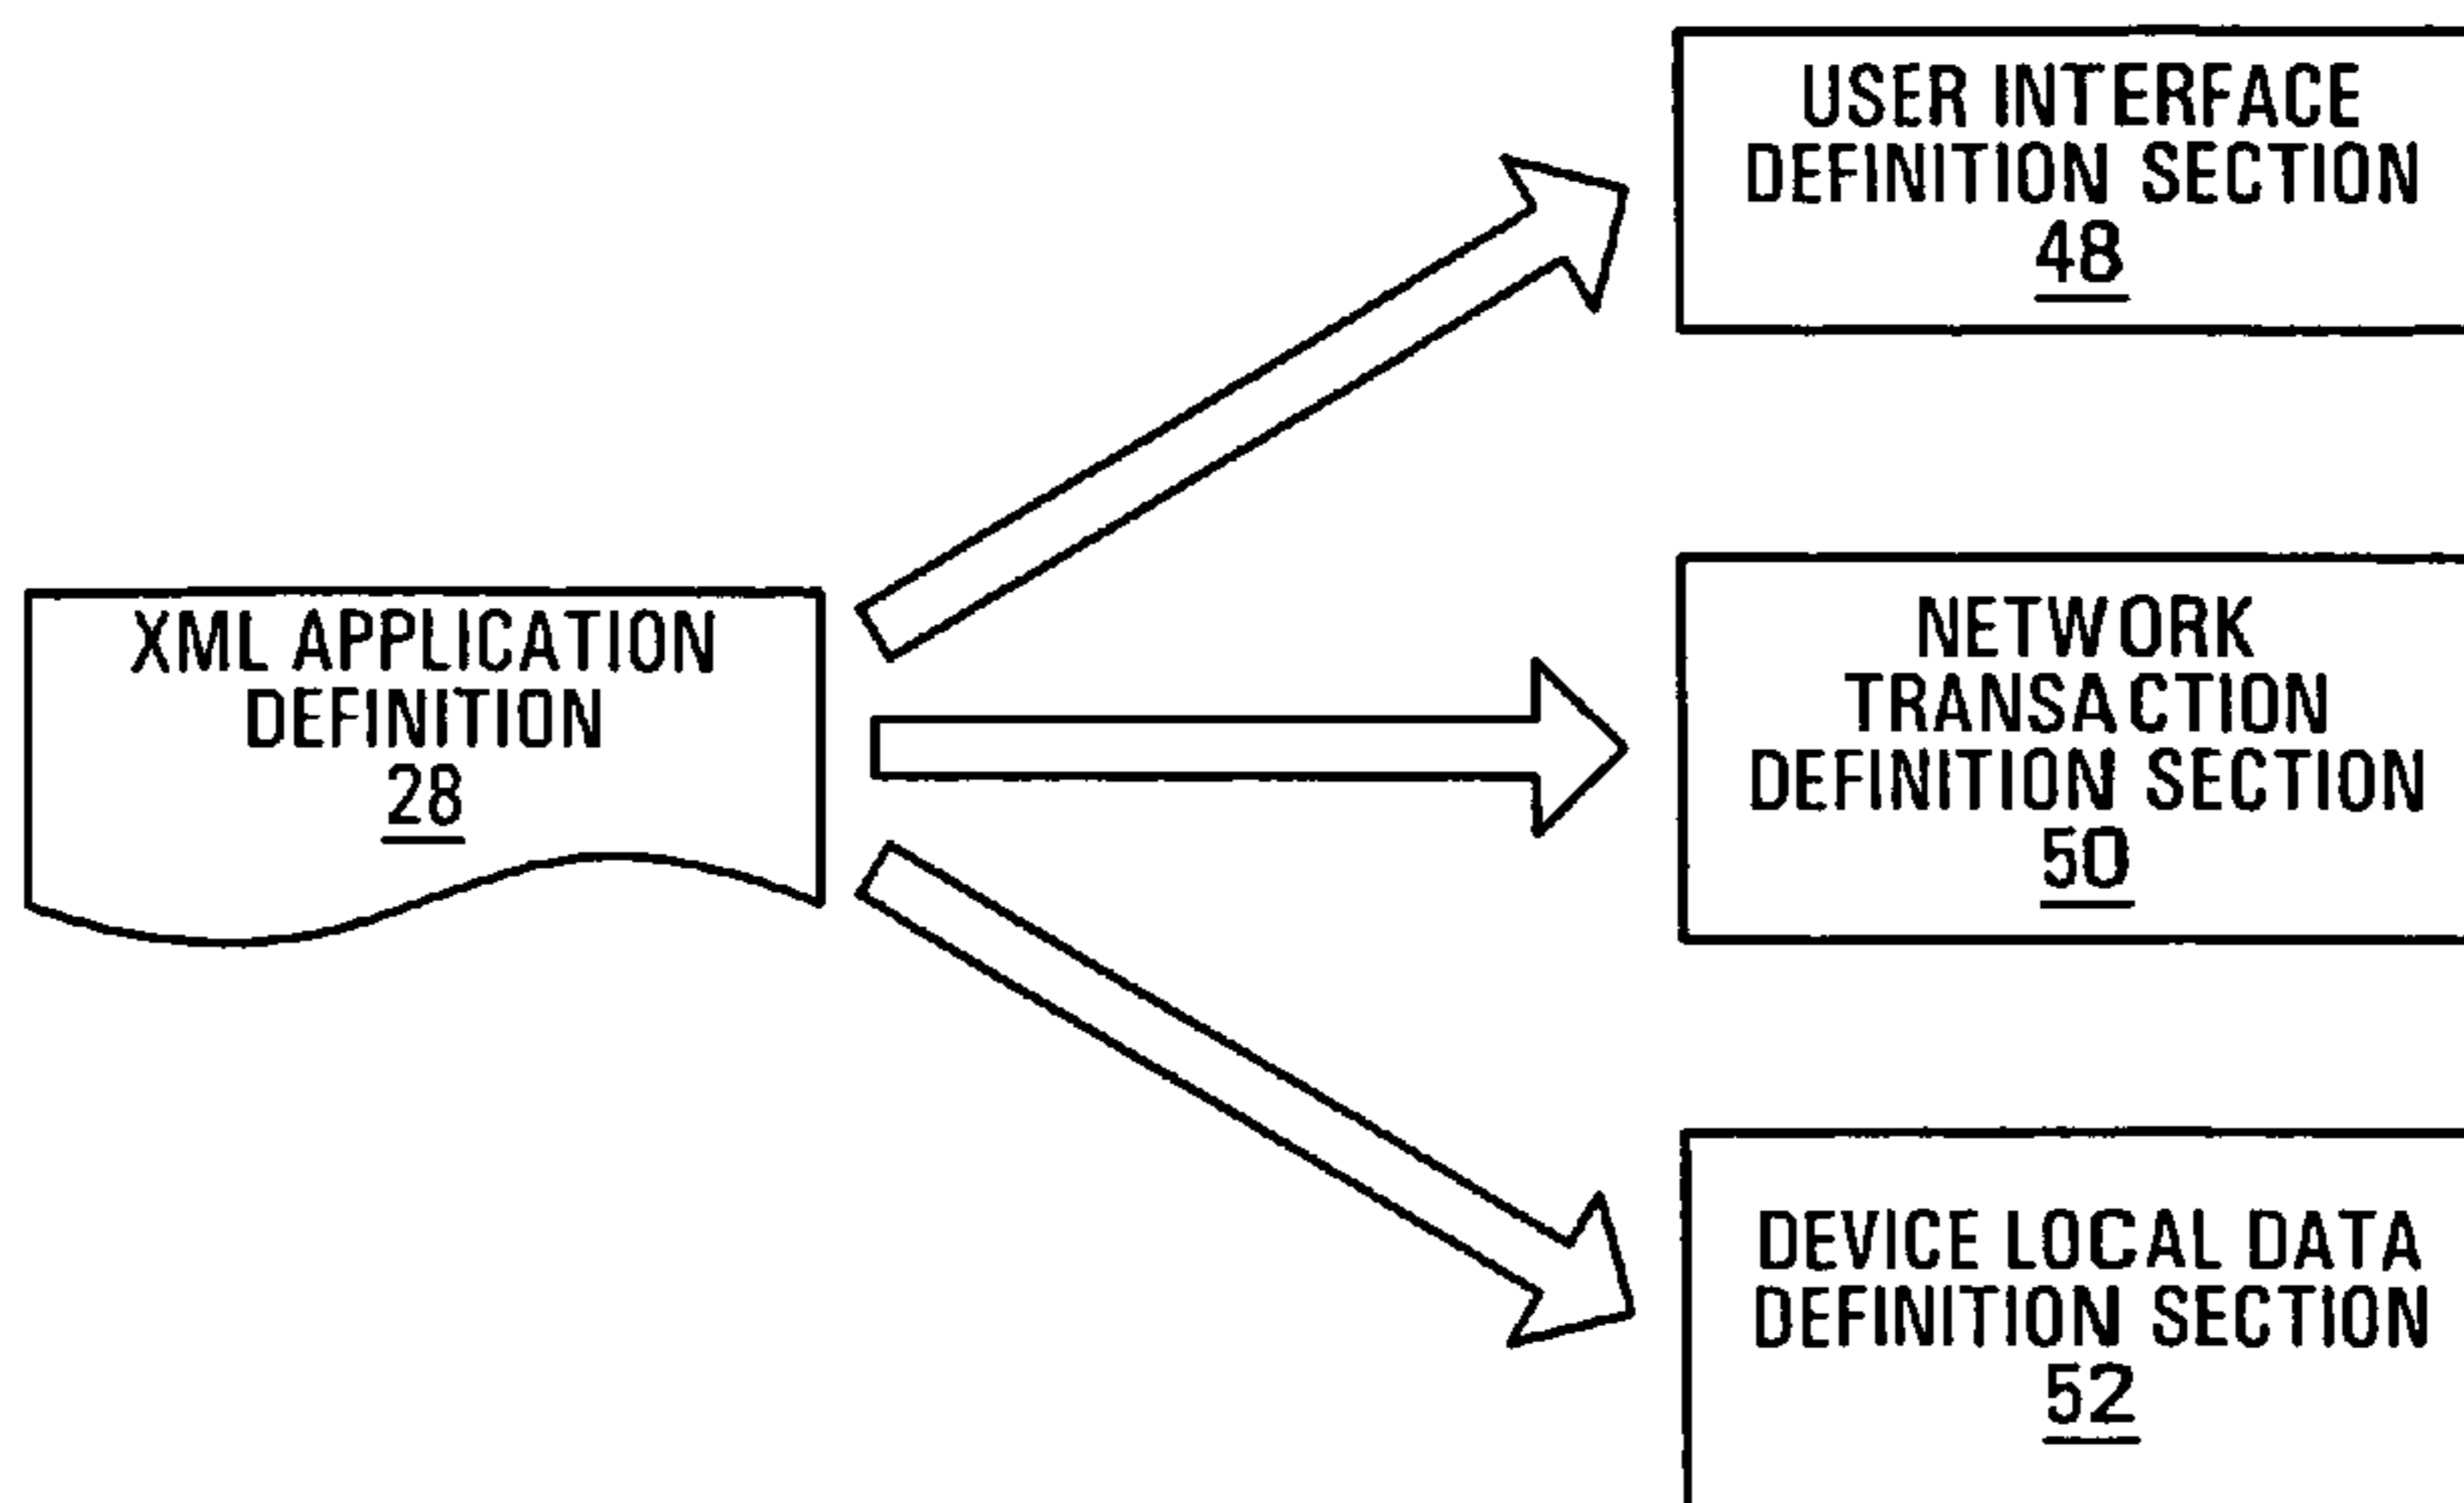 USER INTERFACE
DEFINITION SECTION
48
XML APPLICATION
DEFINITION
28
NETWORK
TRANSACTION
DEFINITION SECTION
50
DEVICE LOCAL DATA
DEFINITION SECTION
52